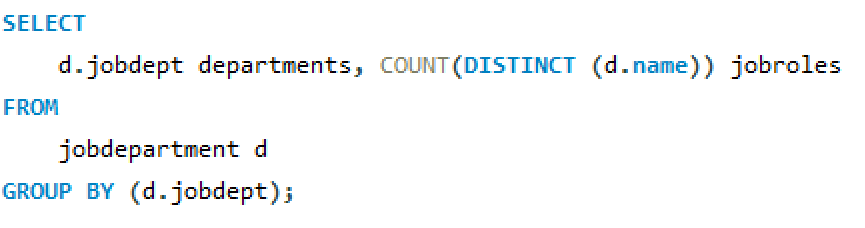 SELECT
d.jobdept departments, COUNT(DISTINCT (d.name)) jobroles
FROM
jobdepartment d
GROUP BY (d.jobdept);